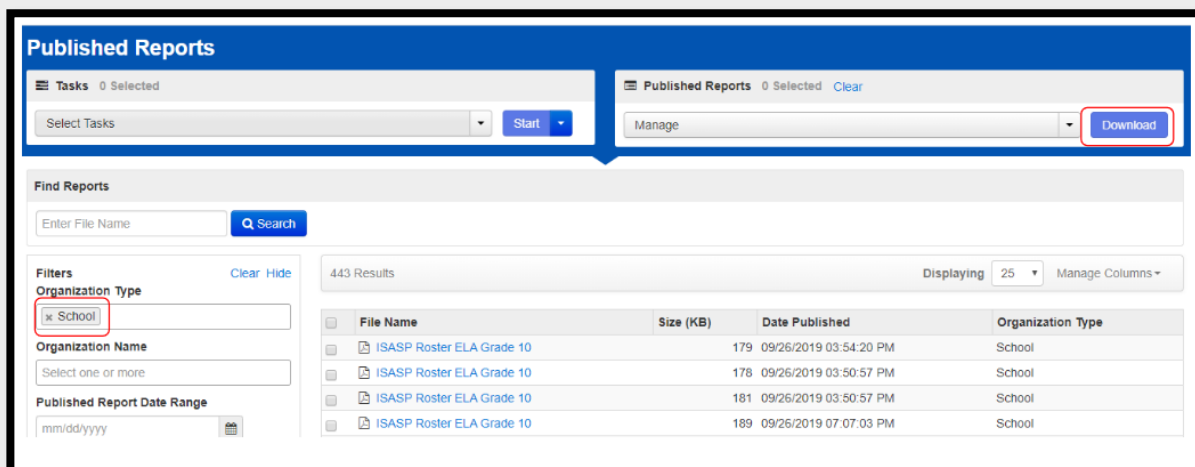 Published Reports
Tasks 0 Selected
Select Tasks
Start
Published Reports 0 Selected Clear
Manage
Download
Find Reports
Enter File Name
Search
Filters Clear Hide
Organization Type
x School
Organization Name
Select one or more
Published Report Date Range
mm/dd/yyyy
443 Results Displaying 25 Manage Columns
File Name Size (KB) Date Published Organization Type
ISASP Roster ELA Grade 10 179 09/26/2019 03:54:20 PM School
ISASP Roster ELA Grade 10 178 09/26/2019 03:50:57 PM School
ISASP Roster ELA Grade 10 181 09/26/2019 03:50:57 PM School
ISASP Roster ELA Grade 10 189 09/26/2019 07:07:03 PM School